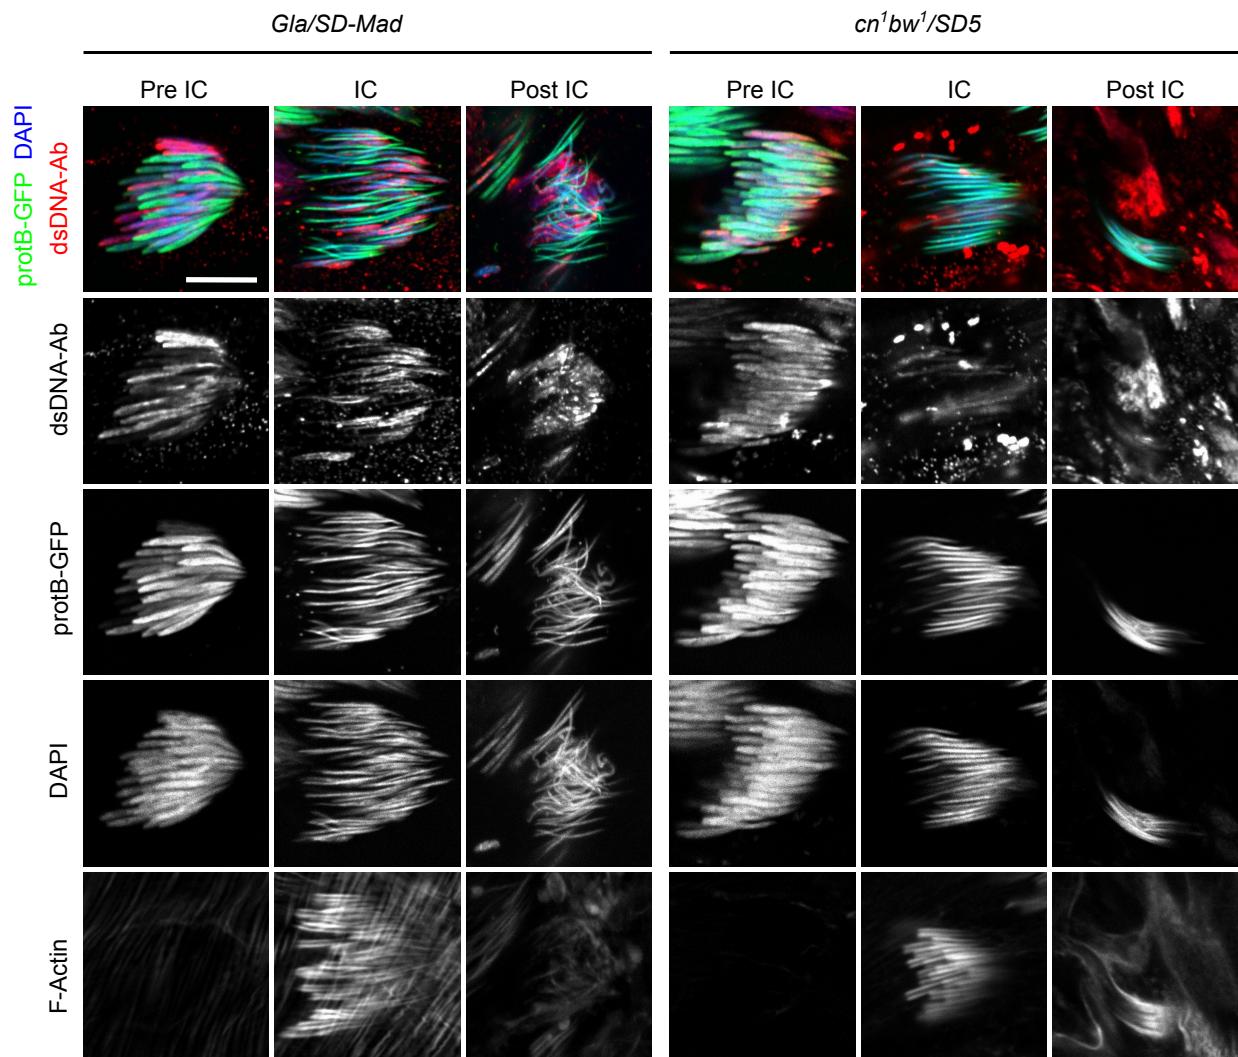 Gla/SD-Mad
cn¹bw¹/SD5
Pre IC
IC
Post IC
Pre IC
IC
Post IC
protB-GFP DAPI
dsDNA-Ab
dsDNA-Ab
protB-GFP
DAPI
F-Actin